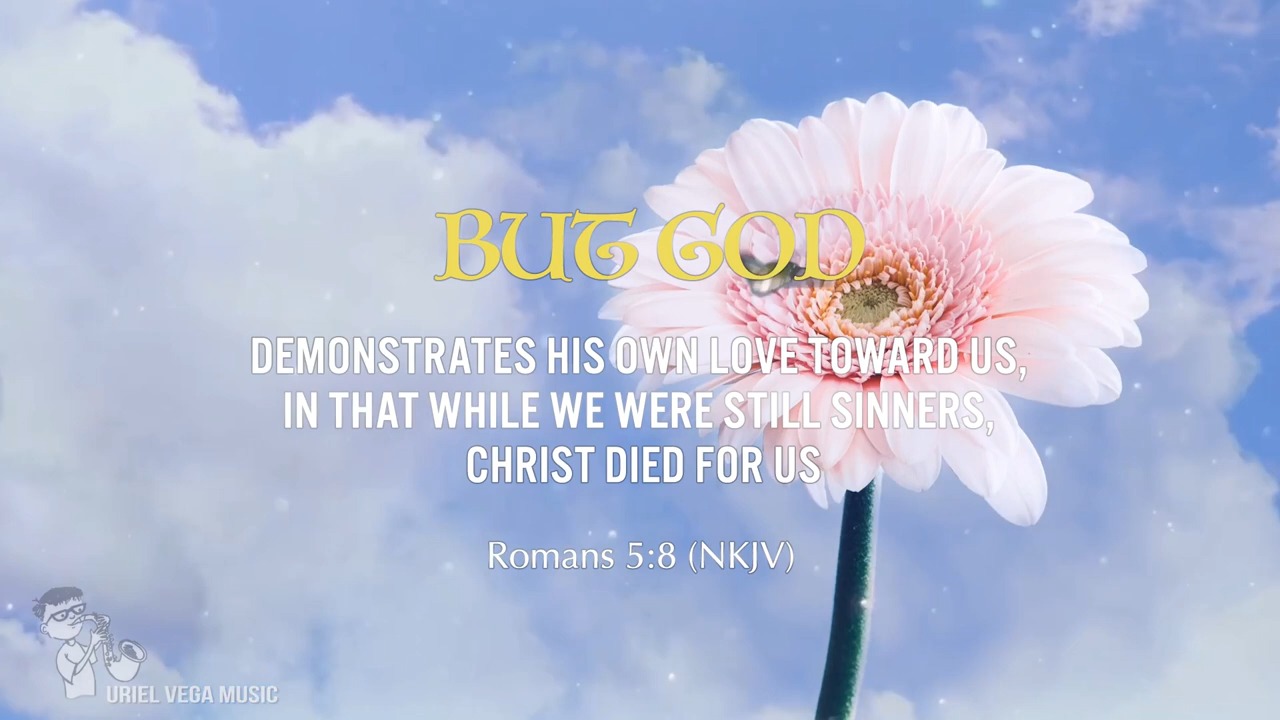 BUT GOD
DEMONSTRATES HIS OWN LOVE TOWARD US,
IN THAT WHILE WE WERE STILL SINNERS,
CHRIST DIED FOR US
Romans 5:8 (NKJV)
URIEL VEGA MUSIC